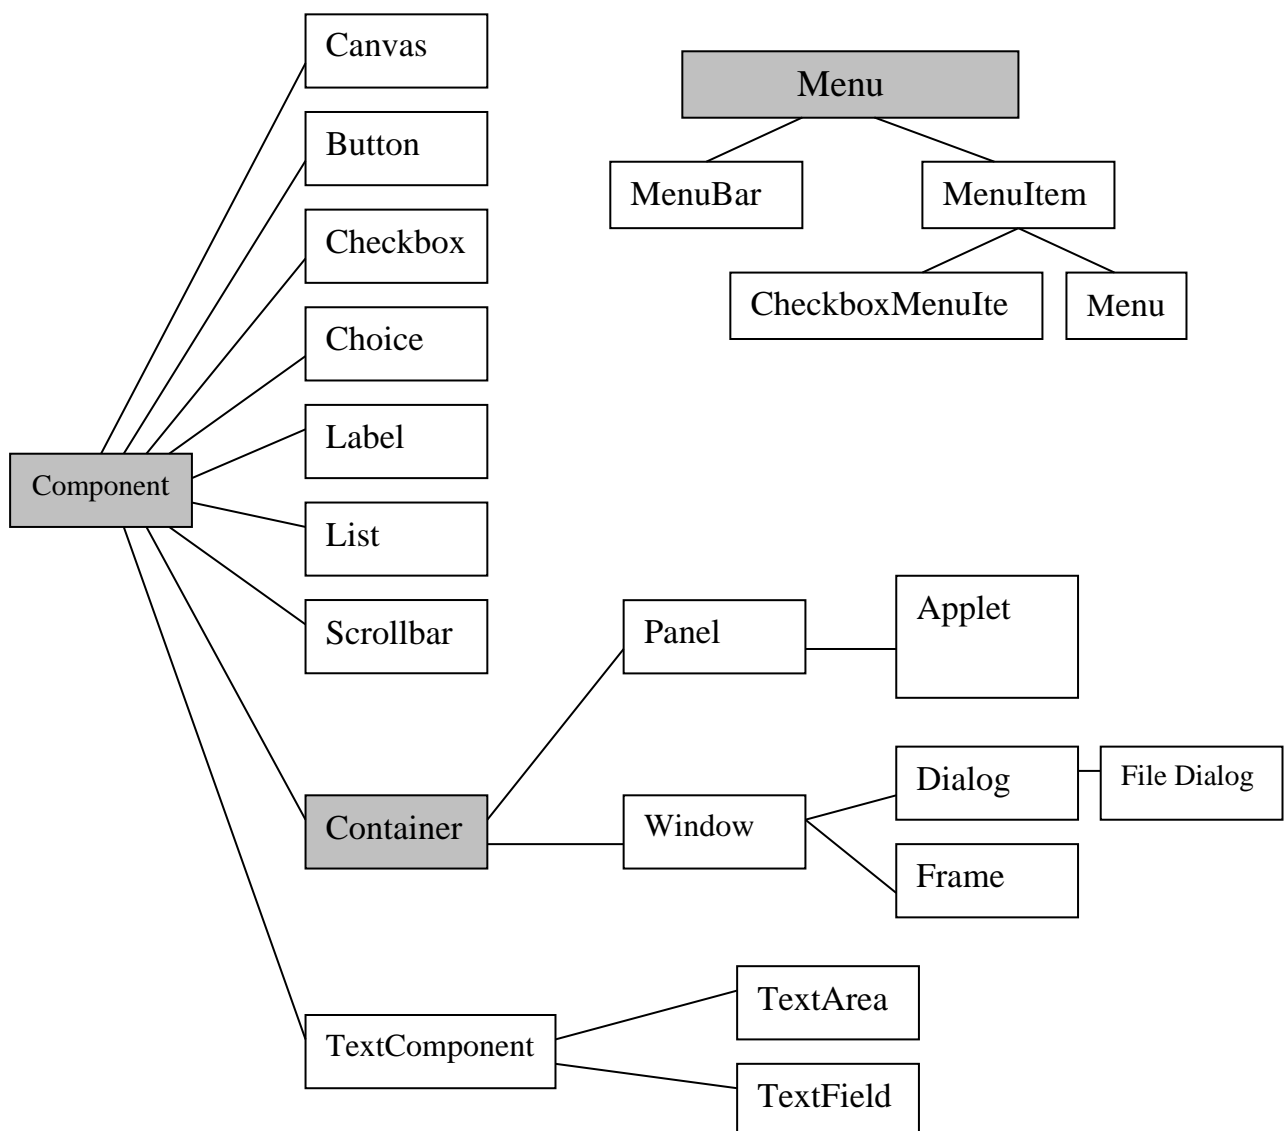 Canvas
Menu
Button
MenuBar
MenuItem
Checkbox
CheckboxMenuIte
Menu
Choice
Label
Component
List
Scrollbar
Panel
Applet
Container
Window
Dialog
File Dialog
Frame
TextComponent
TextArea
TextField